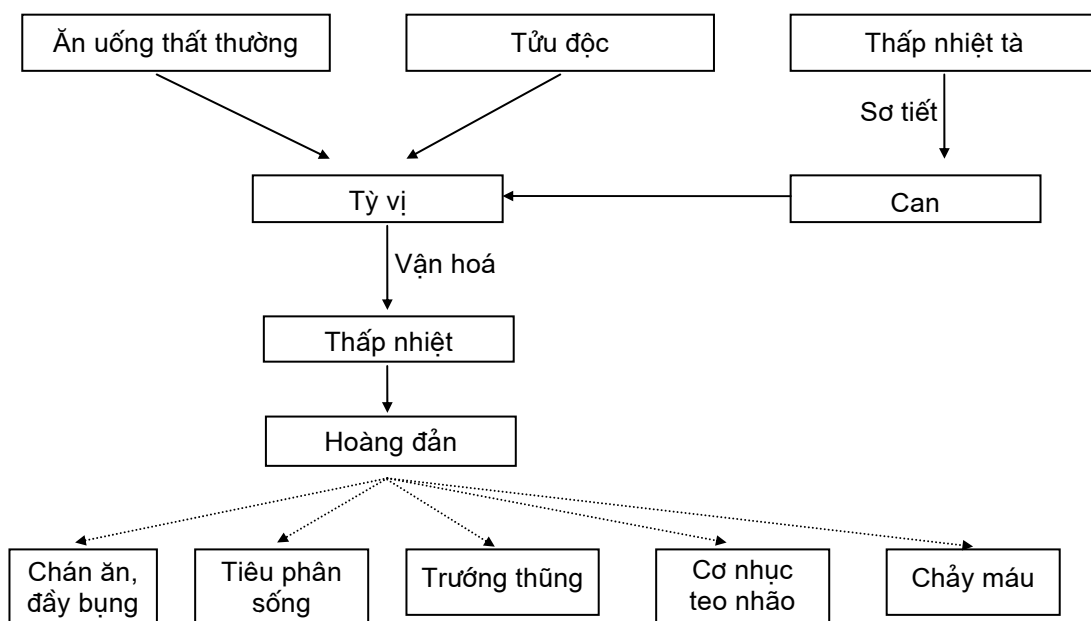 Ăn uống thất thường
Tửu độc
Thấp nhiệt tà
Sơ tiết
Tỳ vị
Can
Vận hoá
Thấp nhiệt
Hoàng đản
Chán ăn,
đầy bụng
Tiêu phân
sống
Trướng thũng
Cơ nhục
teo nhão
Chảy máu